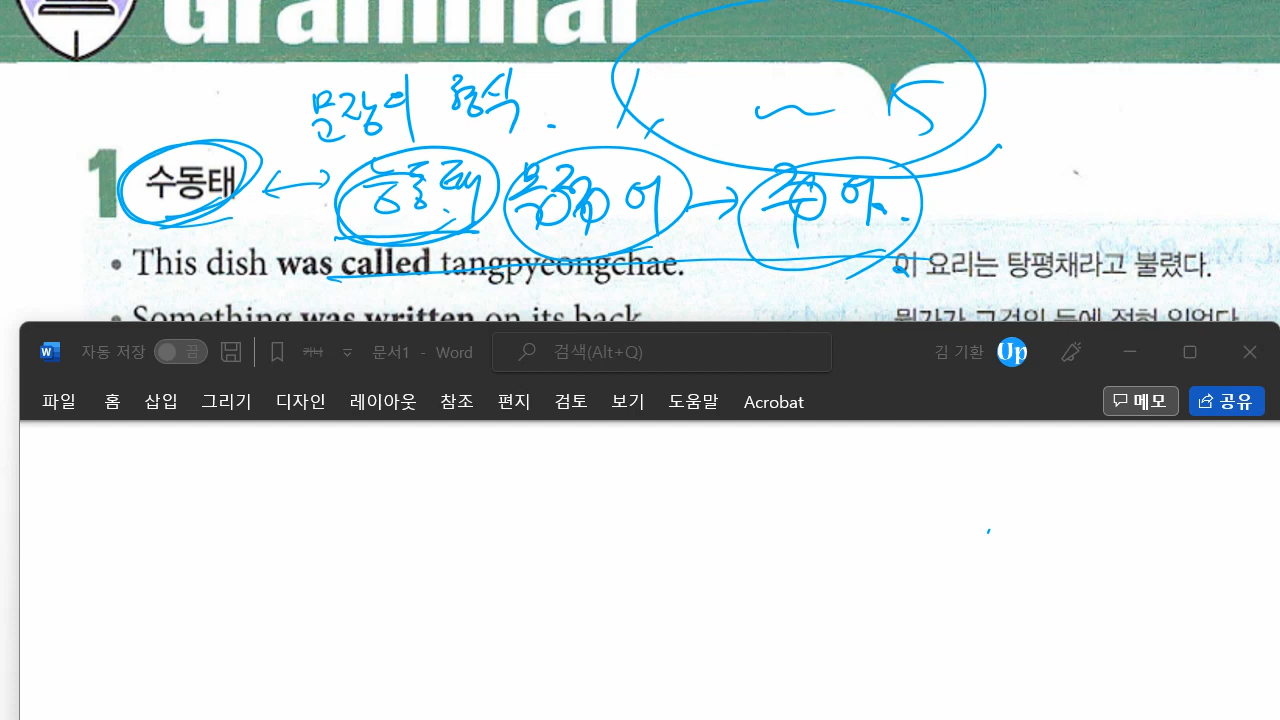 Grammar
문장의 형식. 1. ~ 5
1 수동태 ↔ 능동태 목적어 → 주어.
• This dish was called tangpyeongchae. 이 요리는 탕평채라고 불렸다.
• Something was written on its back. 뭔가가 그것의 등에 적혀 있었다.
자동 저장 끔 문서1 - Word 검색(Alt+Q) 김 기환 Up
파일 홈 삽입 그리기 디자인 레이아웃 참조 편지 검토 보기 도움말 Acrobat 메모 공유